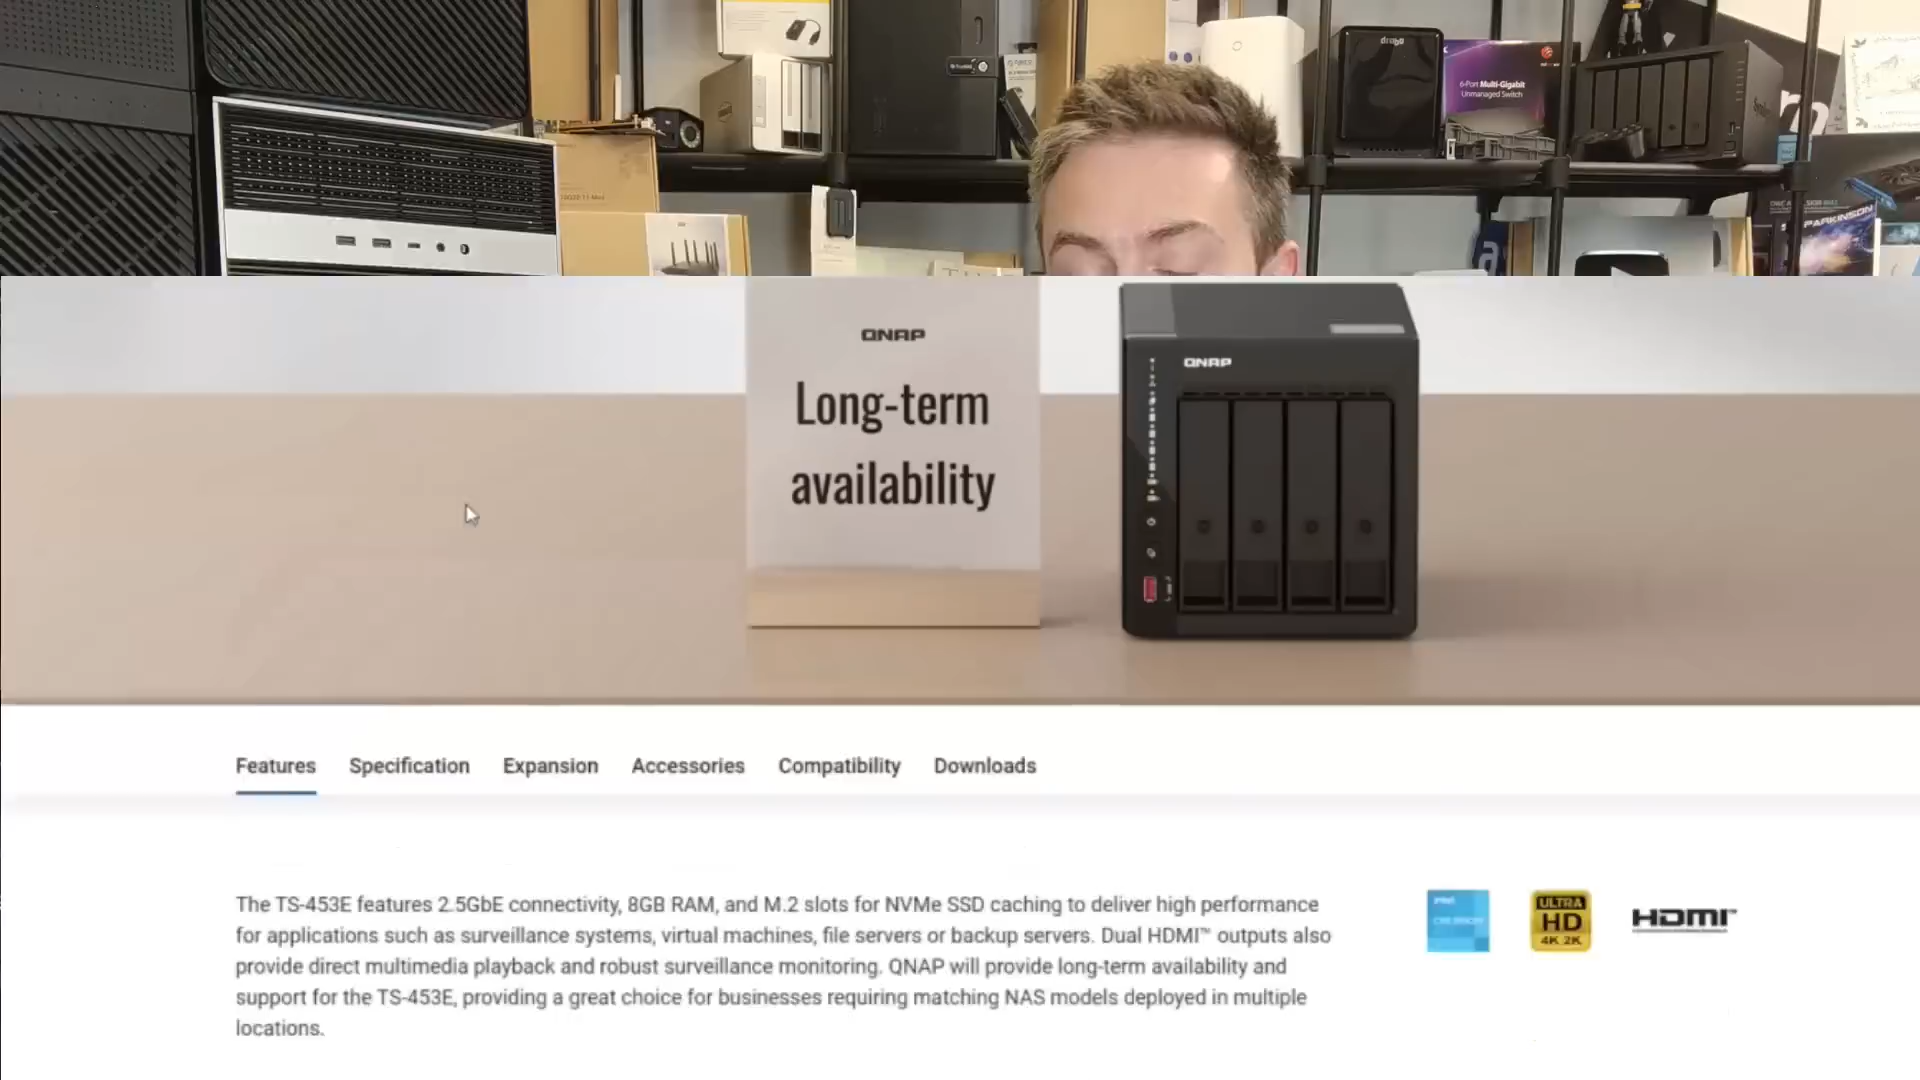 drobo
6-Port Multi-Gigabit
Unmanaged Switch
PARKINSON
QNAP
Long-term
availability
QNAP
Features Specification Expansion Accessories Compatibility Downloads
The TS-453E features 2.5GbE connectivity, 8GB RAM, and M.2 slots for NVMe SSD caching to deliver high performance
for applications such as surveillance systems, virtual machines, file servers or backup servers. Dual HDMI™ outputs also
provide direct multimedia playback and robust surveillance monitoring. QNAP will provide long-term availability and
support for the TS-453E, providing a great choice for businesses requiring matching NAS models deployed in multiple
locations.
intel
ULTRA
HD
4K 2K
HDMI™